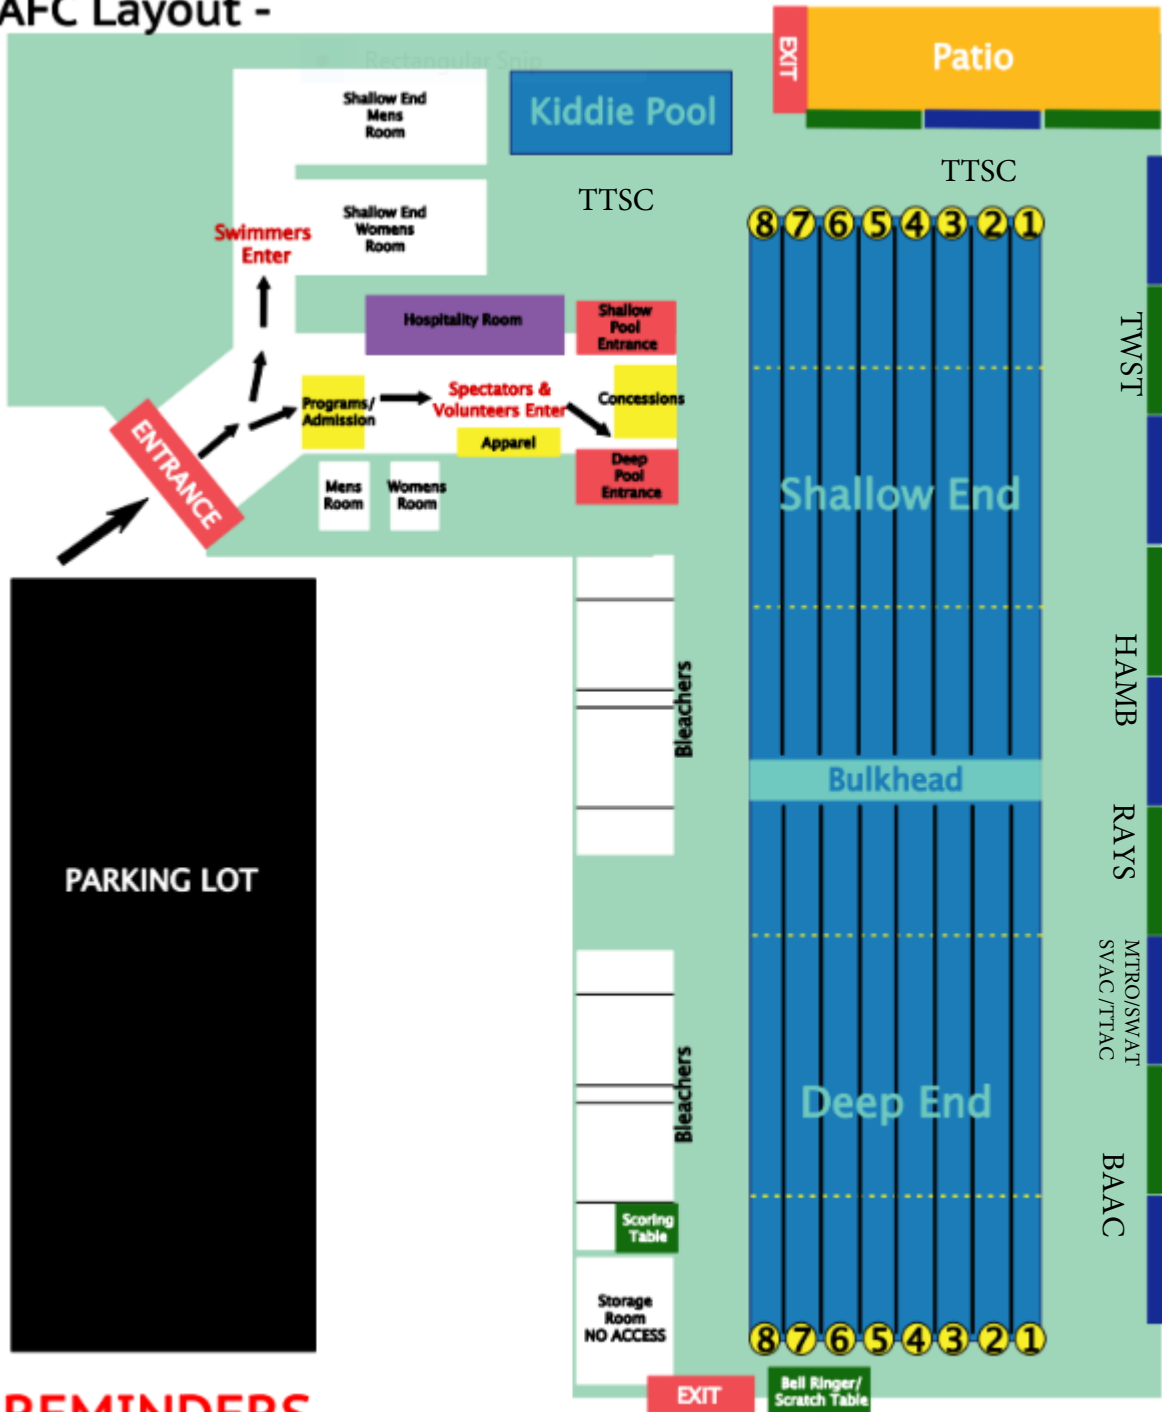 AFC Layout -
Rectangular Snip
EXIT
Patio
Shallow End
Mens
Room
Kiddie Pool
TTSC
TTSC
Shallow End
Womens
Room
Swimmers
Enter
8 7 6 5 4 3 2 1
Hospitality Room
Shallow
Pool
Entrance
TWST
Programs/
Admission
Spectators &
Volunteers Enter
Concessions
Apparel
ENTRANCE
Mens
Room
Womens
Room
Deep
Pool
Entrance
Shallow End
Bleachers
HAMB
Bulkhead
PARKING LOT
RAYS
MTRO/SWAT
SVAC /TTAC
Bleachers
Deep End
BAAC
Scoring
Table
Storage
Room
NO ACCESS
8 7 6 5 4 3 2 1
EXIT
Bell Ringer/
Scratch Table
REMINDERS